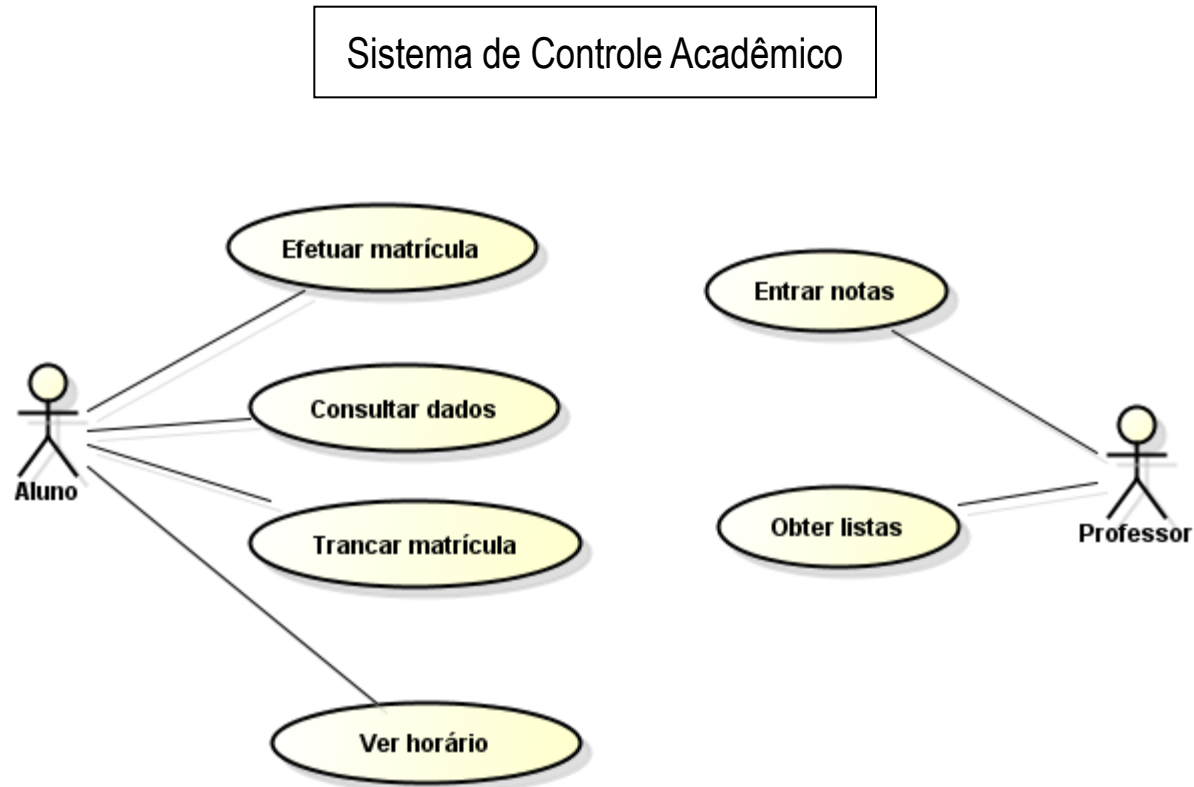 Sistema de Controle Acadêmico
Efetuar matrícula
Entrar notas
Consultar dados
Aluno
Trancar matrícula
Obter listas
Professor
Ver horário